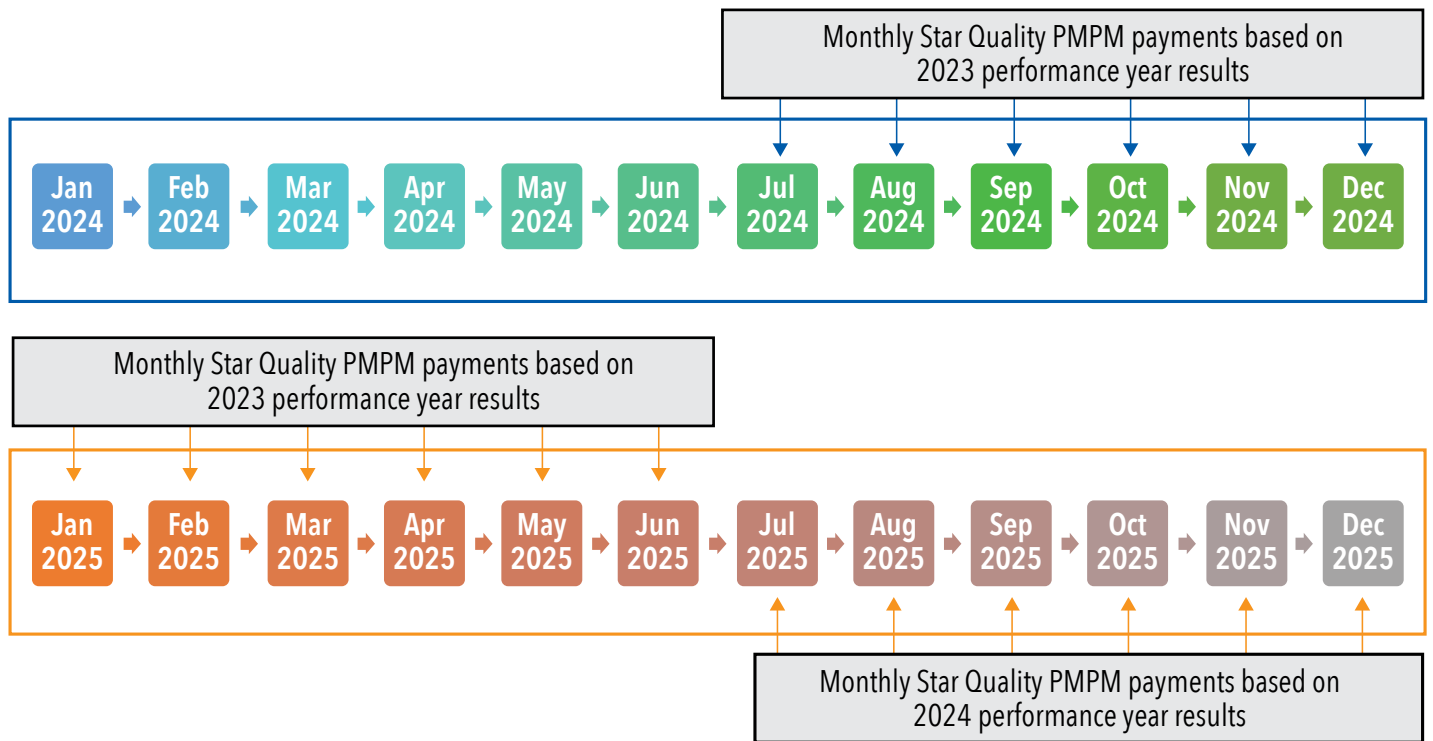 Monthly Star Quality PMPM payments based on
2023 performance year results
Jan
2024
Feb
2024
Mar
2024
Apr
2024
May
2024
Jun
2024
Jul
2024
Aug
2024
Sep
2024
Oct
2024
Nov
2024
Dec
2024
Monthly Star Quality PMPM payments based on
2023 performance year results
Jan
2025
Feb
2025
Mar
2025
Apr
2025
May
2025
Jun
2025
Jul
2025
Aug
2025
Sep
2025
Oct
2025
Nov
2025
Dec
2025
Monthly Star Quality PMPM payments based on
2024 performance year results